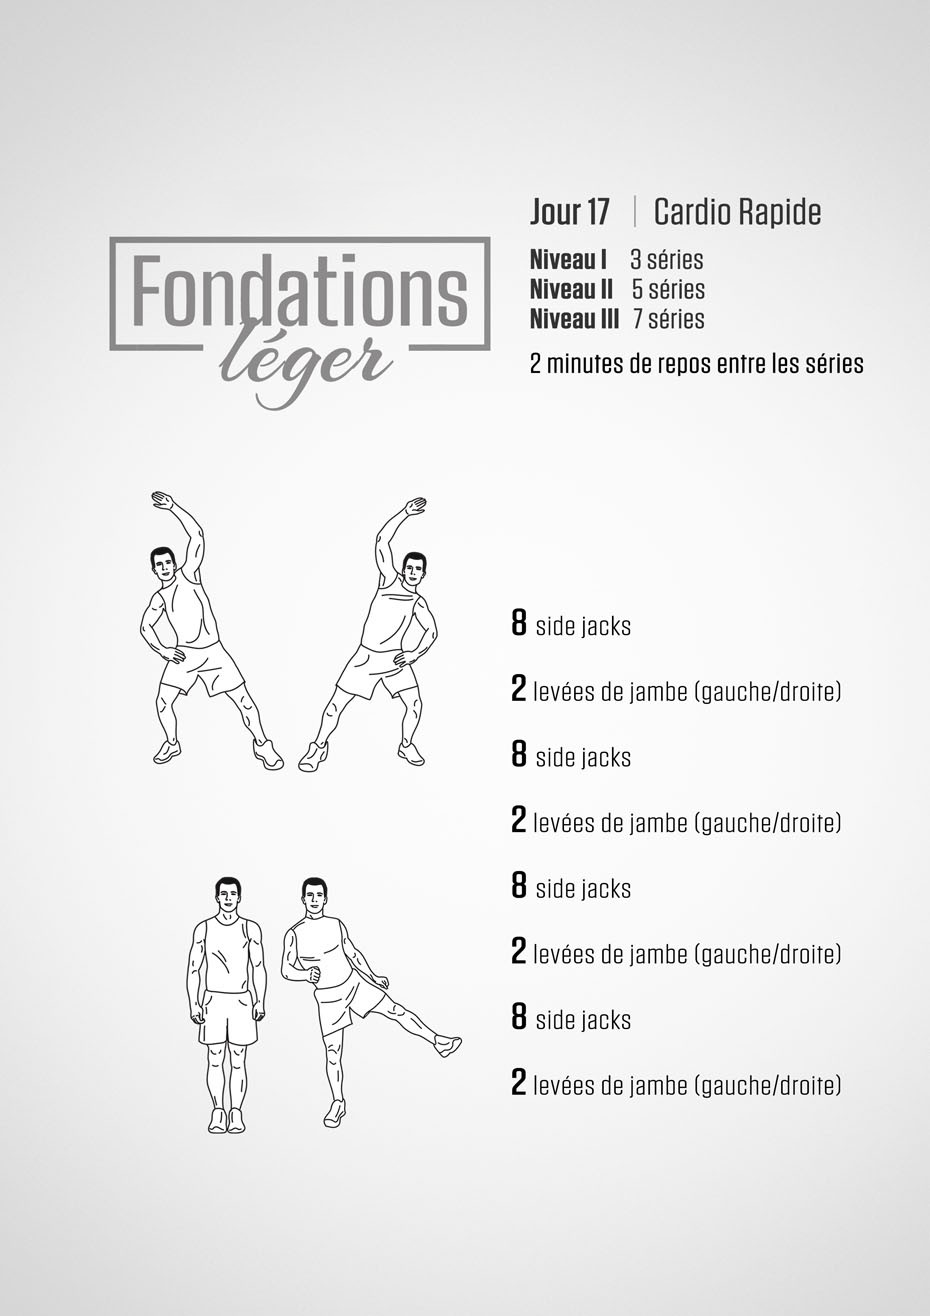 Fondations
léger
Jour 17 | Cardio Rapide
Niveau I 3 séries
Niveau II 5 séries
Niveau III 7 séries
2 minutes de repos entre les séries
8 side jacks
2 levées de jambe (gauche/droite)
8 side jacks
2 levées de jambe (gauche/droite)
8 side jacks
2 levées de jambe (gauche/droite)
8 side jacks
2 levées de jambe (gauche/droite)